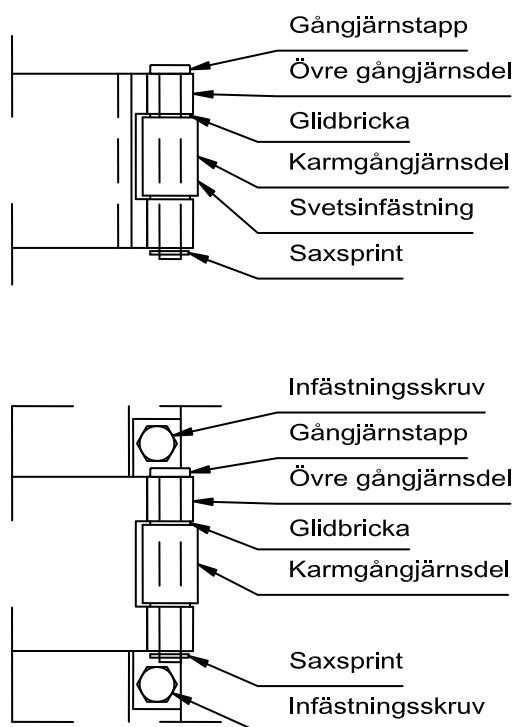 Gångjärnstapp
Övre gångjärnsdel
Glidbricka
Karmgångjärnsdel
Svetsinfästning
Saxsprint
Infästningsskruv
Gångjärnstapp
Övre gångjärnsdel
Glidbricka
Karmgångjärnsdel
Saxsprint
Infästningsskruv